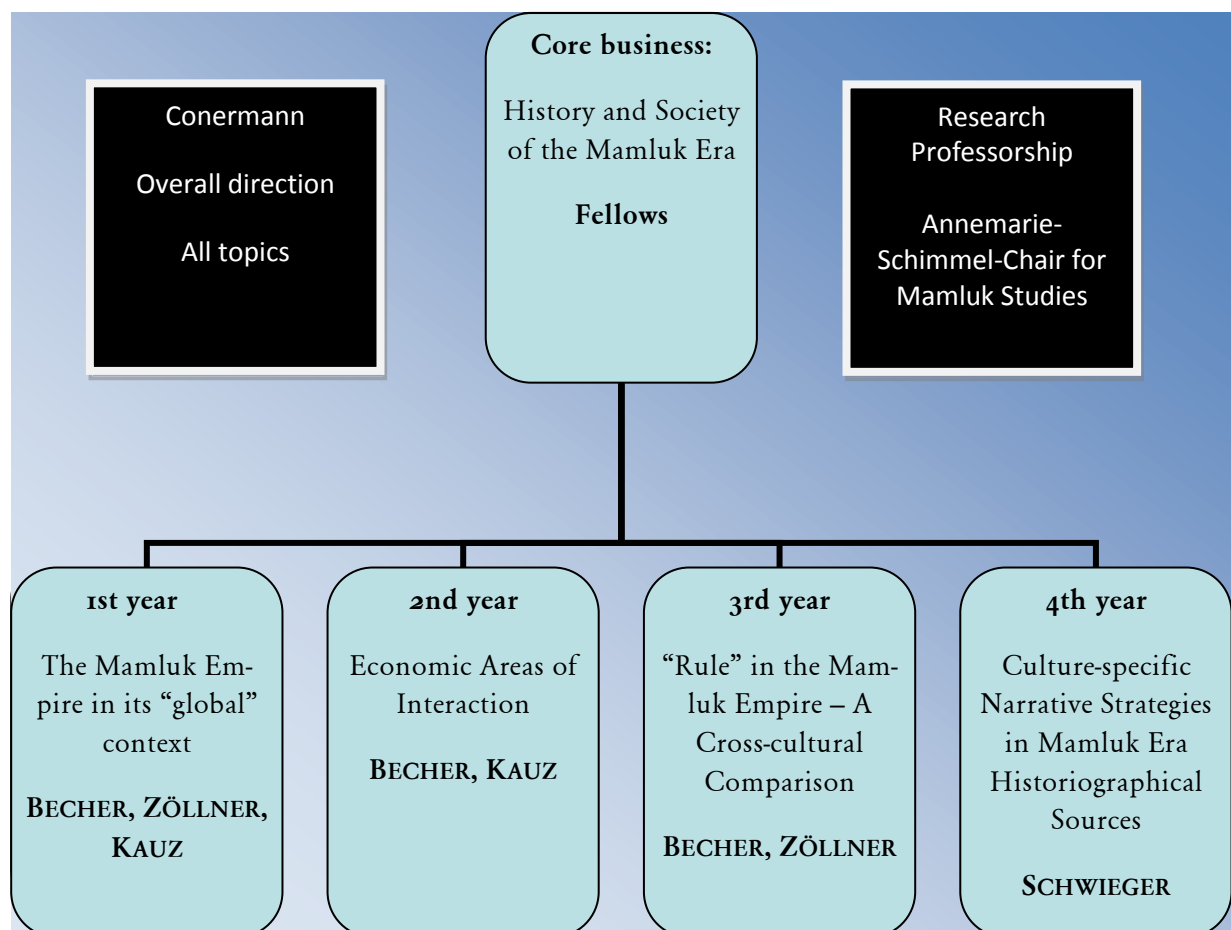 Core business:
History and Society
of the Mamluk Era
Fellows
Conermann
Overall direction
All topics
Research
Professorship
Annemarie-
Schimmel-Chair for
Mamluk Studies
1st year
The Mamluk Em-
pire in its “global”
context
BECHER, ZÖLLNER,
KAUZ
2nd year
Economic Areas of
Interaction
BECHER, KAUZ
3rd year
“Rule” in the Mam-
luk Empire – A
Cross-cultural
Comparison
BECHER, ZÖLLNER
4th year
Culture-specific
Narrative Strategies
in Mamluk Era
Historiographical
Sources
SCHWIEGER